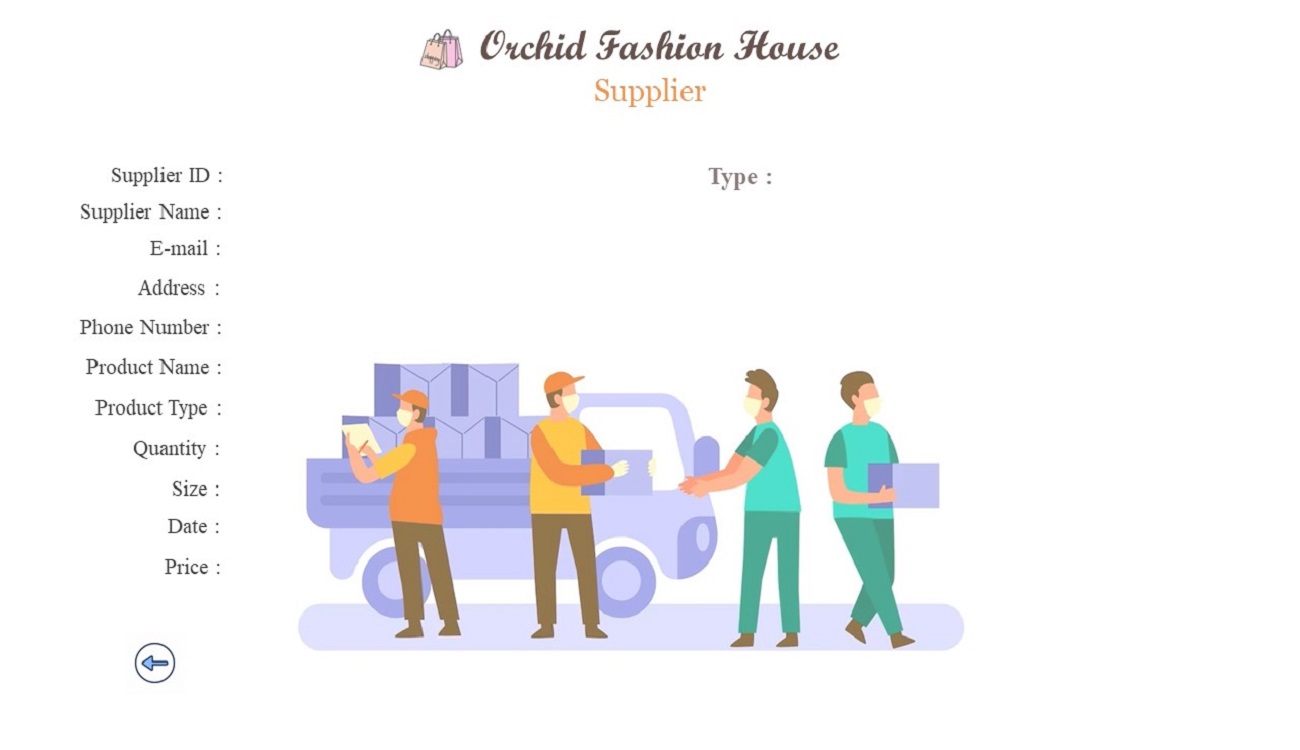 Orchid Fashion House
Supplier
Supplier ID :
Type :
Supplier Name :
E-mail :
Address :
Phone Number :
Product Name :
Product Type :
Quantity :
Size :
Date :
Price :